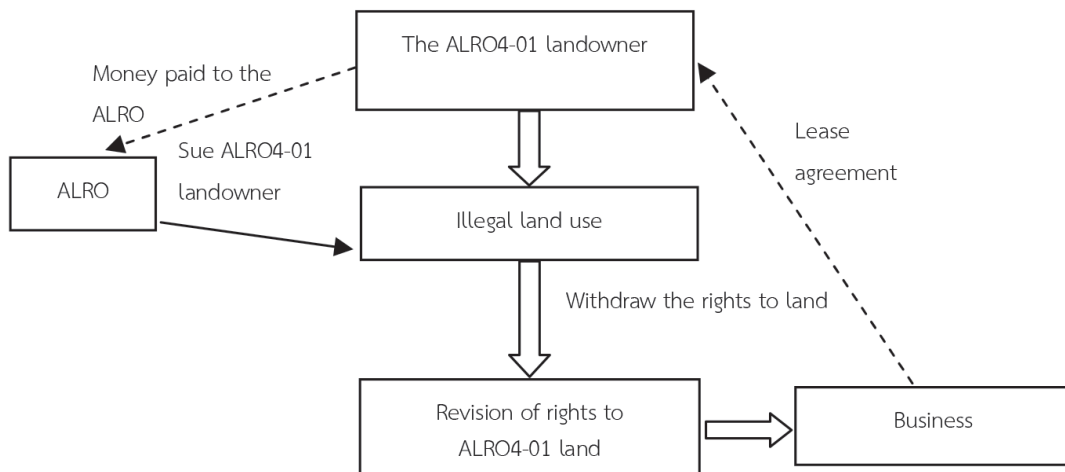 The ALRO4-01 landowner
Money paid to the
ALRO
Sue ALRO4-01
landowner
Lease
agreement
ALRO
Illegal land use
Withdraw the rights to land
Revision of rights to
ALRO4-01 land
Business